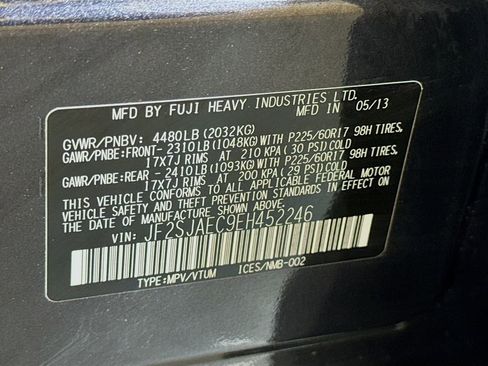 MFD BY FUJI HEAVY INDUSTRIES LTD.
MADE IN JAPAN 05/13
GVWR/PNBV: 4480LB(2032KG)
GAWR/PNBE:FRONT- 2310LB(1048KG) WITH P225/60R17 98H TIRES,
17X7J RIMS AT 210 KPA(30 PSI)COLD
GAWR/PNBE:REAR - 2410LB(1093KG) WITH P225/60R17 98H TIRES,
17X7J RIMS AT 200 KPA(29 PSI)COLD
THIS VEHICLE CONFORMS TO ALL APPLICABLE FEDERAL MOTOR
VEHICLE SAFETY AND THEFT PREVENTION STANDARDS IN EFFECT
ON THE DATE OF MANUFACTURE SHOWN ABOVE.
VIN: JF2SJAEC9EH452246
TYPE:MPV/VTUM ICES/NMB-002